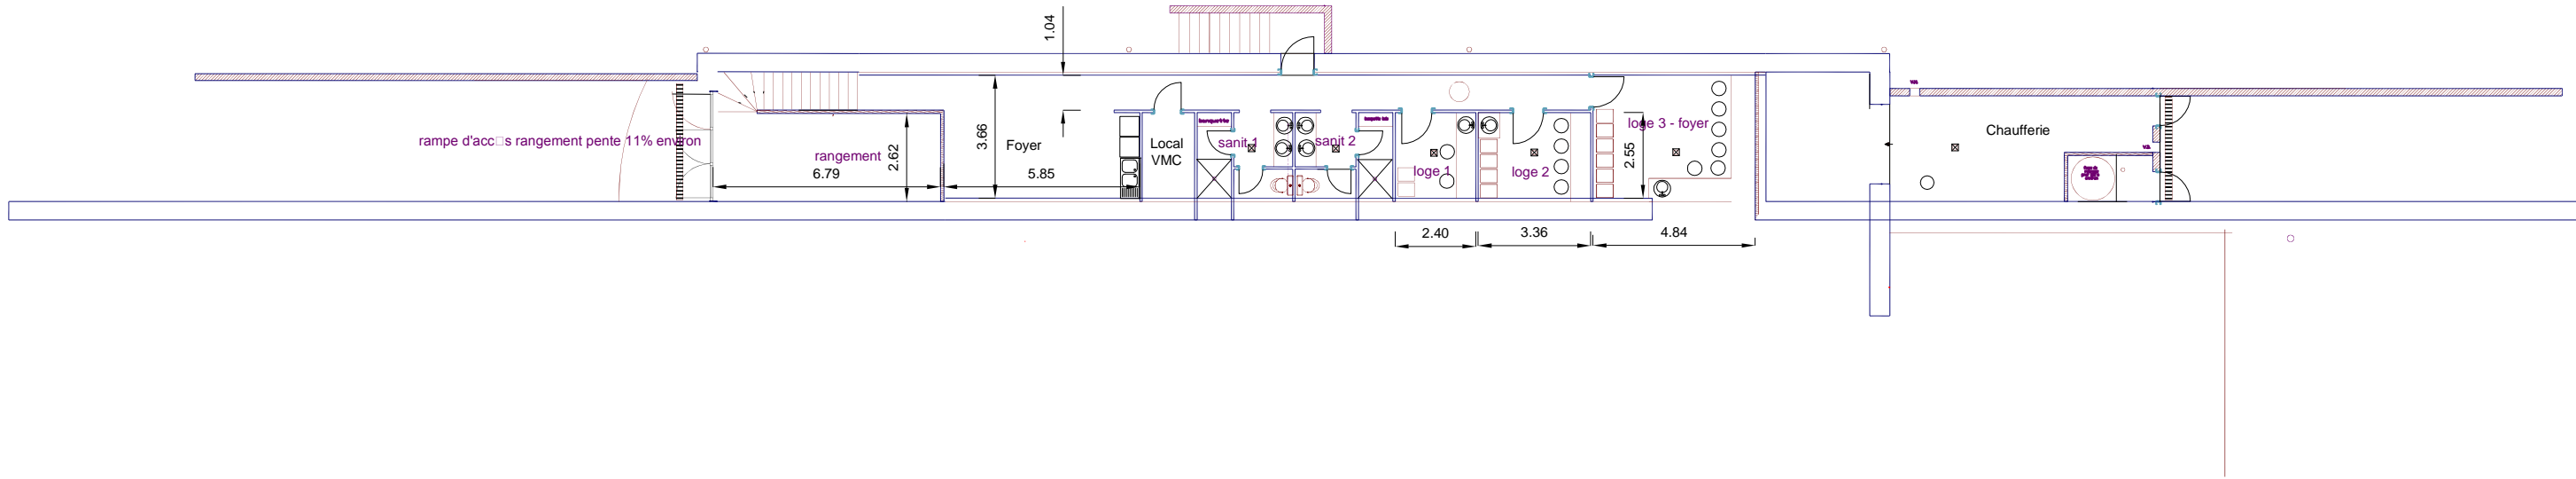 1.04
rampe d'acc□s rangement pente 11% environ
rangement
6.79
2.62
3.66
Foyer
5.85
Local
VMC
banquette
sanit 1
sanit 2
loge 1
loge 2
loge 3 - foyer
2.55
2.40
3.36
4.84
Chaufferie